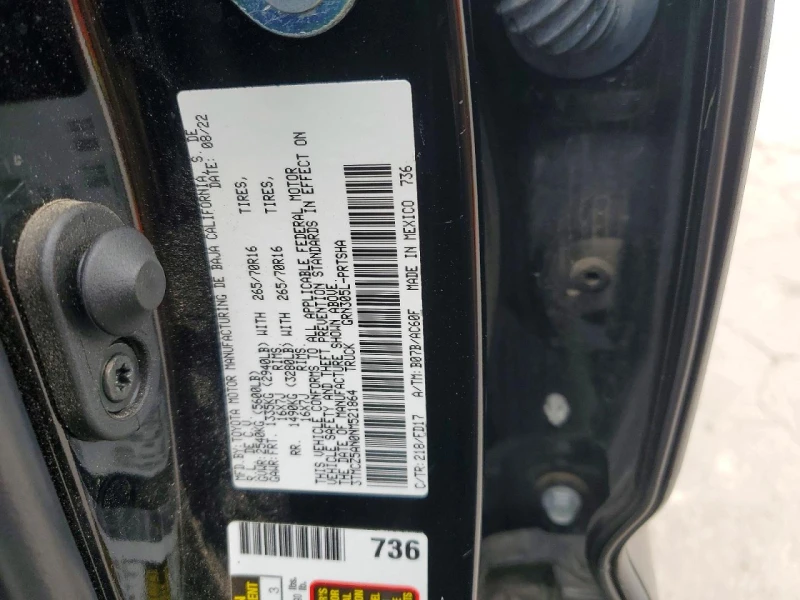 MFD.BY:TOYOTA MOTOR MANUFACTURING DE BAJA CALIFORNIA, S. DE
R.L. DE C.V. DATE: 08/22
GVWR 2540KG (5600LB)
GAWR:FRT. 1335KG (2940LB) WITH 265/70R16 TIRES,
16X7J RIMS
RR. 1490KG (3280LB) WITH 265/70R16 TIRES,
16X7J RIMS
THIS VEHICLE CONFORMS TO ALL APPLICABLE FEDERAL MOTOR
VEHICLE SAFETY AND THEFT PREVENTION STANDARDS IN EFFECT ON
THE DATE OF MANUFACTURE SHOWN ABOVE.
3TMCZ5AN0NM521864 TRUCK GRN305L-PRTSHA
C/TR:218/FD17 A/TM:B07B/AC60F MADE IN MEXICO 736
736
3